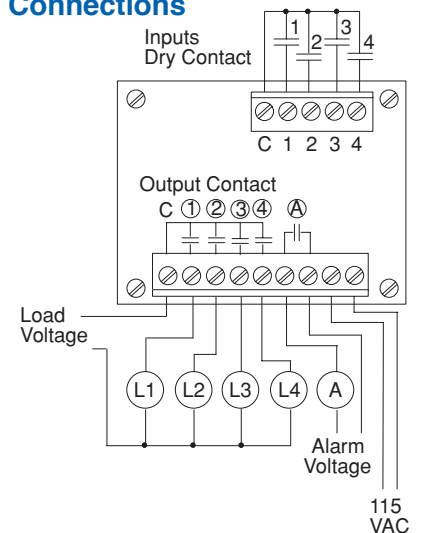 Connections
Inputs
Dry Contact
1
2
3
4
C 1 2 3 4
Output Contact
C ① ② ③ ④ Ⓐ
Load
Voltage
L1 L2 L3 L4 A
Alarm
Voltage
115
VAC